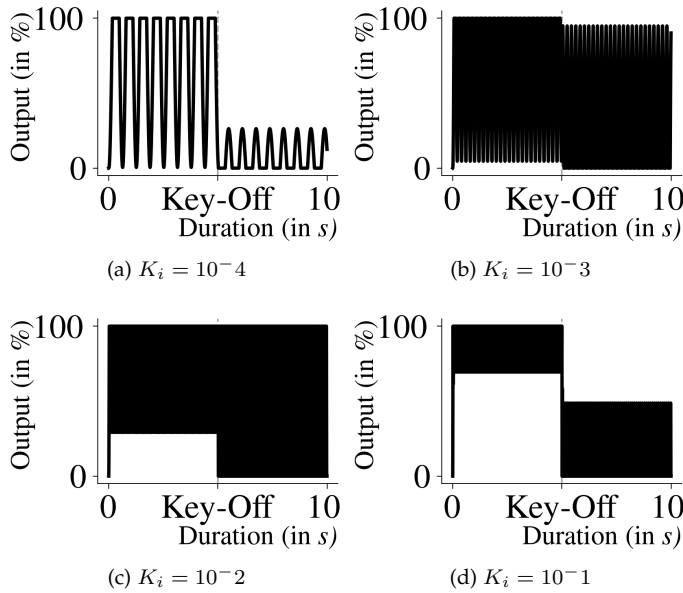 Output (in %)
100
0
0
Key-Off
10
Duration (in s)
(a) K_i = 10^-4
Output (in %)
100
0
0
Key-Off
10
Duration (in s)
(b) K_i = 10^-3
Output (in %)
100
0
0
Key-Off
10
Duration (in s)
(c) K_i = 10^-2
Output (in %)
100
0
0
Key-Off
10
Duration (in s)
(d) K_i = 10^-1